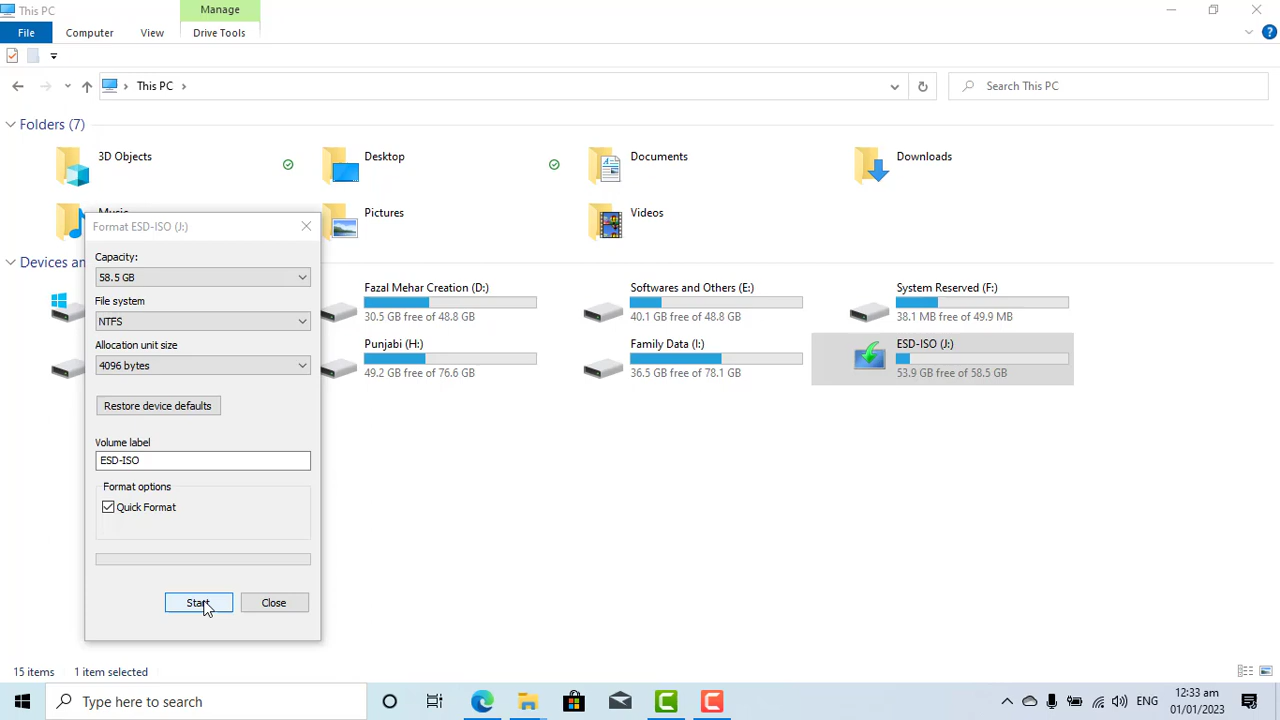 This PC
Manage
File
Computer
View
Drive Tools
This PC
Search This PC
Folders (7)
3D Objects
Desktop
Documents
Downloads
Music
Pictures
Videos
Format ESD-ISO (J:)
Capacity:
58.5 GB
File system
NTFS
Allocation unit size
4096 bytes
Restore device defaults
Volume label
ESD-ISO
Format options
Quick Format
Start
Close
Devices an
Fazal Mehar Creation (D:)
30.5 GB free of 48.8 GB
Softwares and Others (E:)
40.1 GB free of 48.8 GB
System Reserved (F:)
38.1 MB free of 49.9 MB
Punjabi (H:)
49.2 GB free of 76.6 GB
Family Data (I:)
36.5 GB free of 78.1 GB
ESD-ISO (J:)
53.9 GB free of 58.5 GB
15 items
1 item selected
Type here to search
ENG
12:33 am
01/01/2023